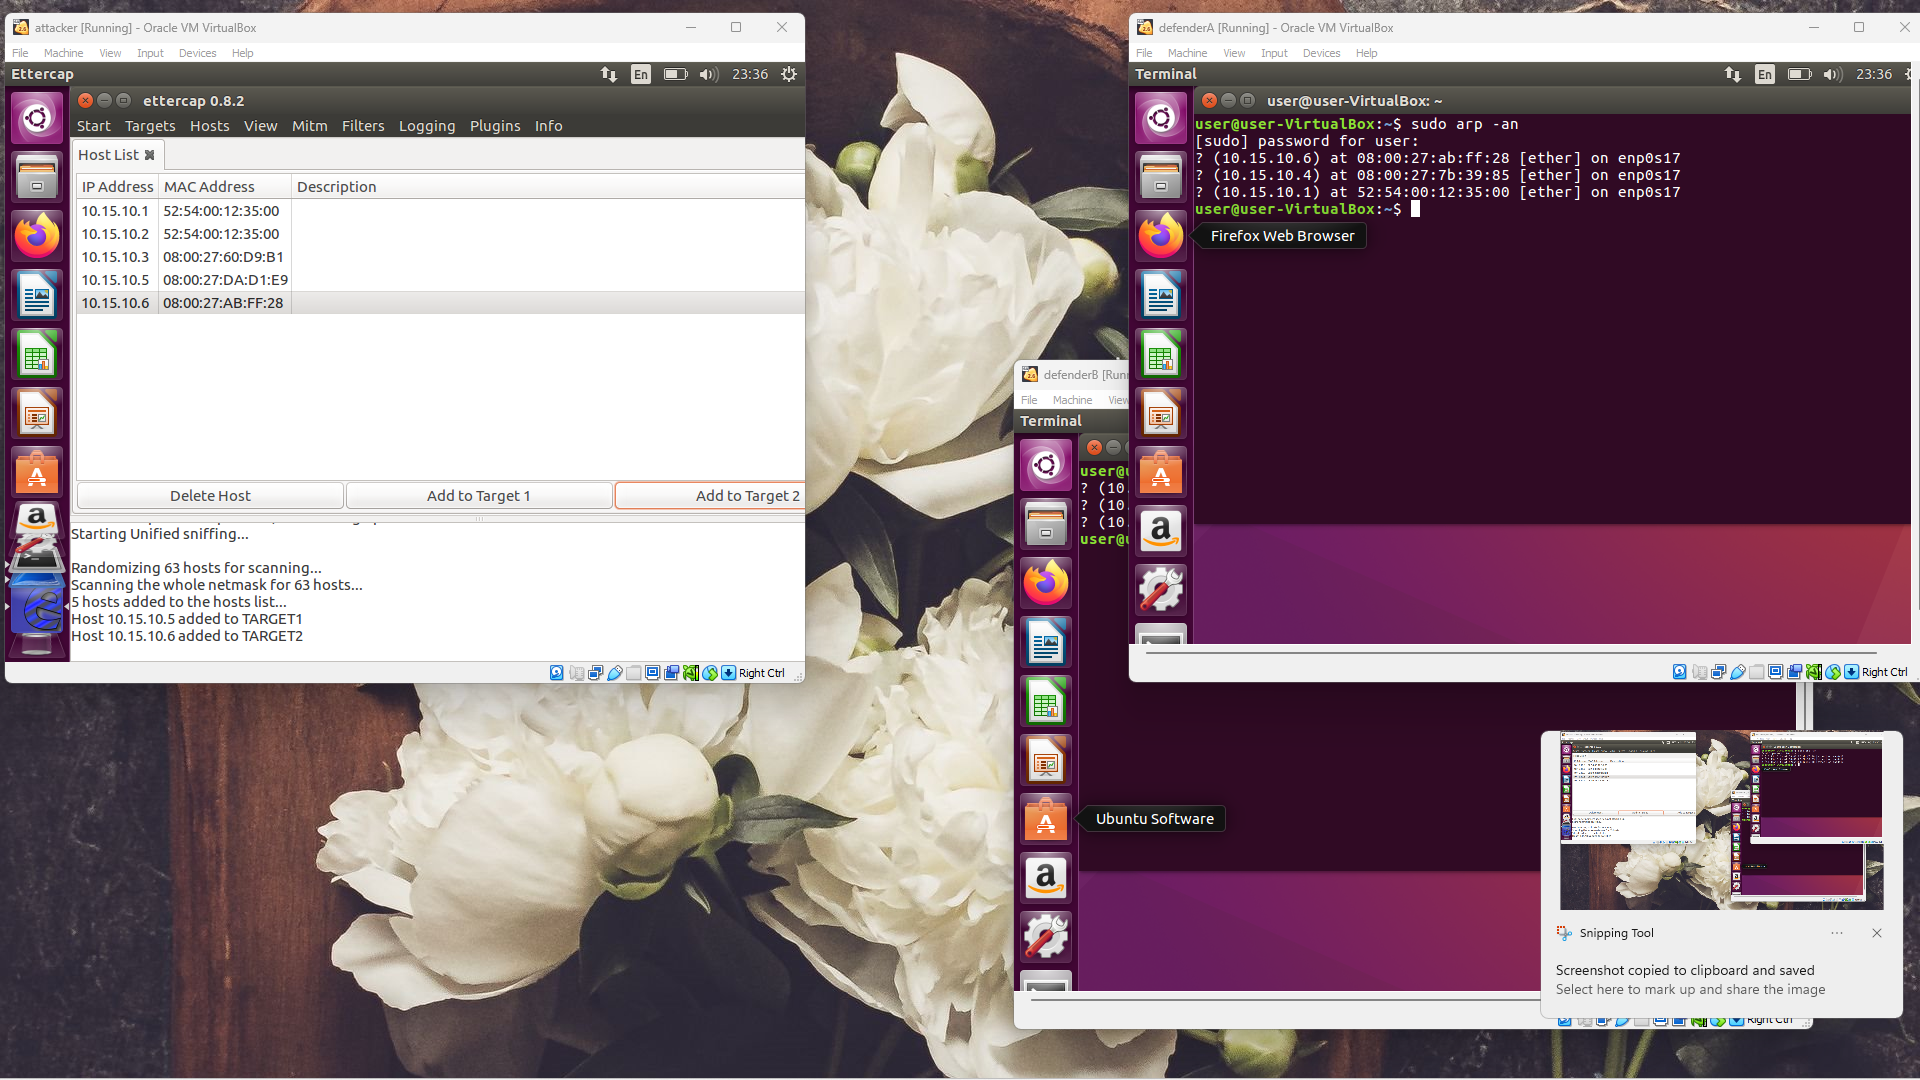 attacker [Running] - Oracle VM VirtualBox
File Machine View Input Devices Help
Ettercap
En
23:36
ettercap 0.8.2
Start Targets Hosts View Mitm Filters Logging Plugins Info
Host List
IP Address MAC Address Description
10.15.10.1 52:54:00:12:35:00
10.15.10.2 52:54:00:12:35:00
10.15.10.3 08:00:27:60:D9:B1
10.15.10.5 08:00:27:DA:D1:E9
10.15.10.6 08:00:27:AB:FF:28
Delete Host Add to Target 1 Add to Target 2
Starting Unified sniffing...
Randomizing 63 hosts for scanning...
Scanning the whole netmask for 63 hosts...
5 hosts added to the hosts list...
Host 10.15.10.5 added to TARGET1
Host 10.15.10.6 added to TARGET2
Right Ctrl
defenderA [Running] - Oracle VM VirtualBox
File Machine View Input Devices Help
Terminal
En
23:36
user@user-VirtualBox: ~
user@user-VirtualBox:~$ sudo arp -an
[sudo] password for user:
? (10.15.10.6) at 08:00:27:ab:ff:28 [ether] on enp0s17
? (10.15.10.4) at 08:00:27:7b:39:85 [ether] on enp0s17
? (10.15.10.1) at 52:54:00:12:35:00 [ether] on enp0s17
user@user-VirtualBox:~$
Firefox Web Browser
Right Ctrl
defenderB [Runn
File Machine View
Terminal
user@u
? (10.
? (10.
? (10.
user@u
Ubuntu Software
Right Ctrl
Snipping Tool
Screenshot copied to clipboard and saved
Select here to mark up and share the image